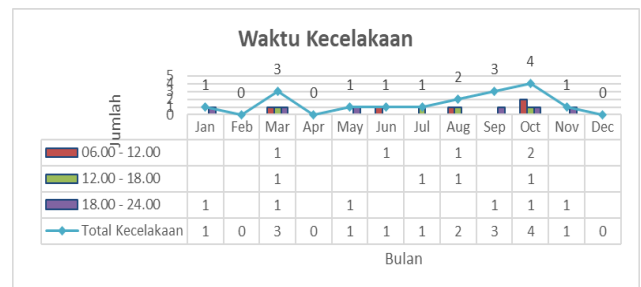 Waktu Kecelakaan
1 0 3 0 1 1 1 2 3 4 1 0
5
4
3
2
1
0
Jumlah
Jan Feb Mar Apr May Jun Jul Aug Sep Oct Nov Dec
06.00 - 12.00 1 1 1 2
12.00 - 18.00 1 1 1 1
18.00 - 24.00 1 1 1 1 1 1
Total Kecelakaan 1 0 3 0 1 1 1 2 3 4 1 0
Bulan